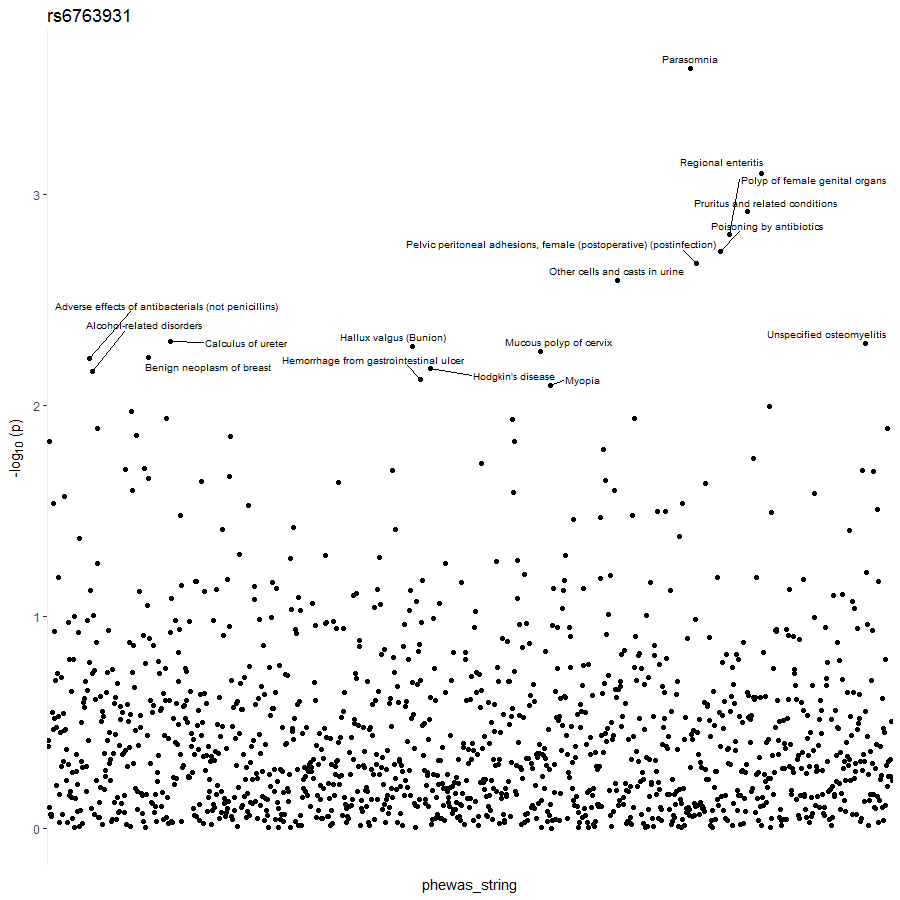 rs6763931
Parasomnia
Regional enteritis
Polyp of female genital organs
3
Pruritus and related conditions
Poisoning by antibiotics
Pelvic peritoneal adhesions, female (postoperative) (postinfection)
Other cells and casts in urine
Adverse effects of antibacterials (not penicillins)
Alcohol-related disorders
Unspecified osteomyelitis
Hallux valgus (Bunion)
Calculus of ureter
Mucous polyp of cervix
Hemorrhage from gastrointestinal ulcer
Benign neoplasm of breast
Hodgkin's disease
Myopia
2
-log10 (p)
1
0
phewas_string